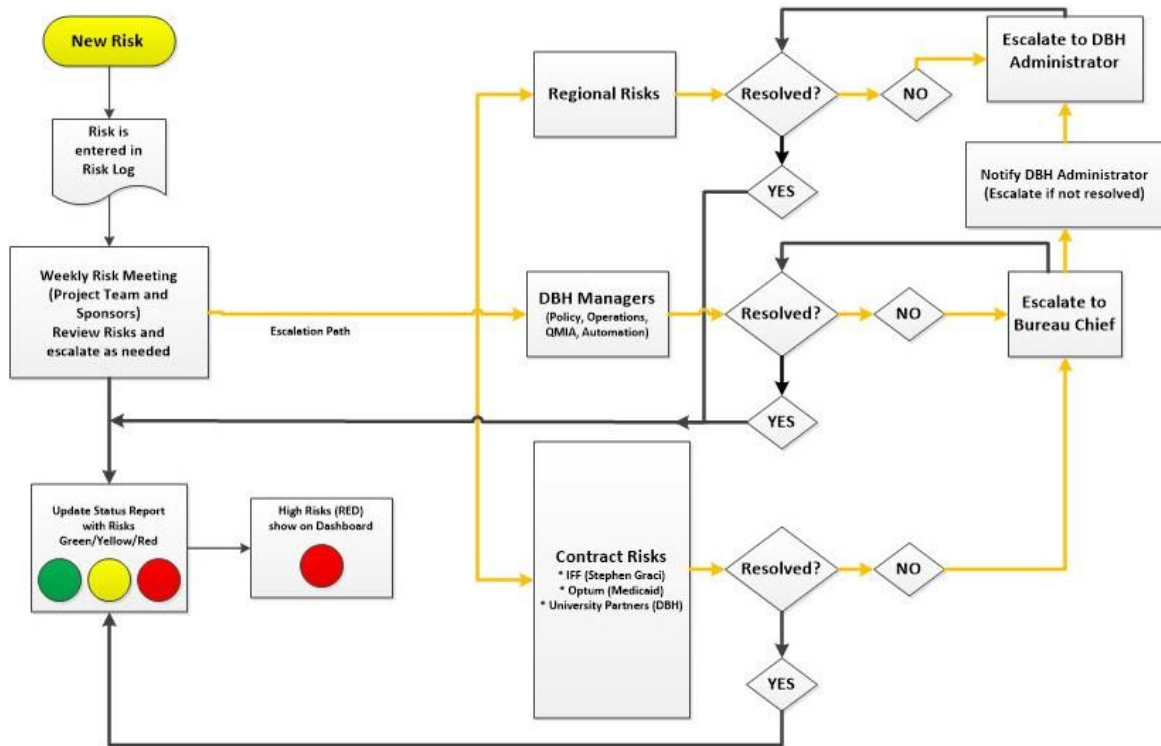 New Risk
Risk is
entered in
Risk Log
Weekly Risk Meeting
(Project Team and
Sponsors)
Review Risks and
escalate as needed
Escalation Path
Update Status Report
with Risks
Green/Yellow/Red
High Risks (RED)
show on Dashboard
Regional Risks
Resolved?
NO
YES
Escalate to DBH
Administrator
Notify DBH Administrator
(Escalate if not resolved)
DBH Managers
(Policy, Operations,
QMIA, Automation)
Resolved?
NO
YES
Escalate to
Bureau Chief
Contract Risks
* IFF (Stephen Graci)
* Optum (Medicaid)
* University Partners (DBH)
Resolved?
NO
YES